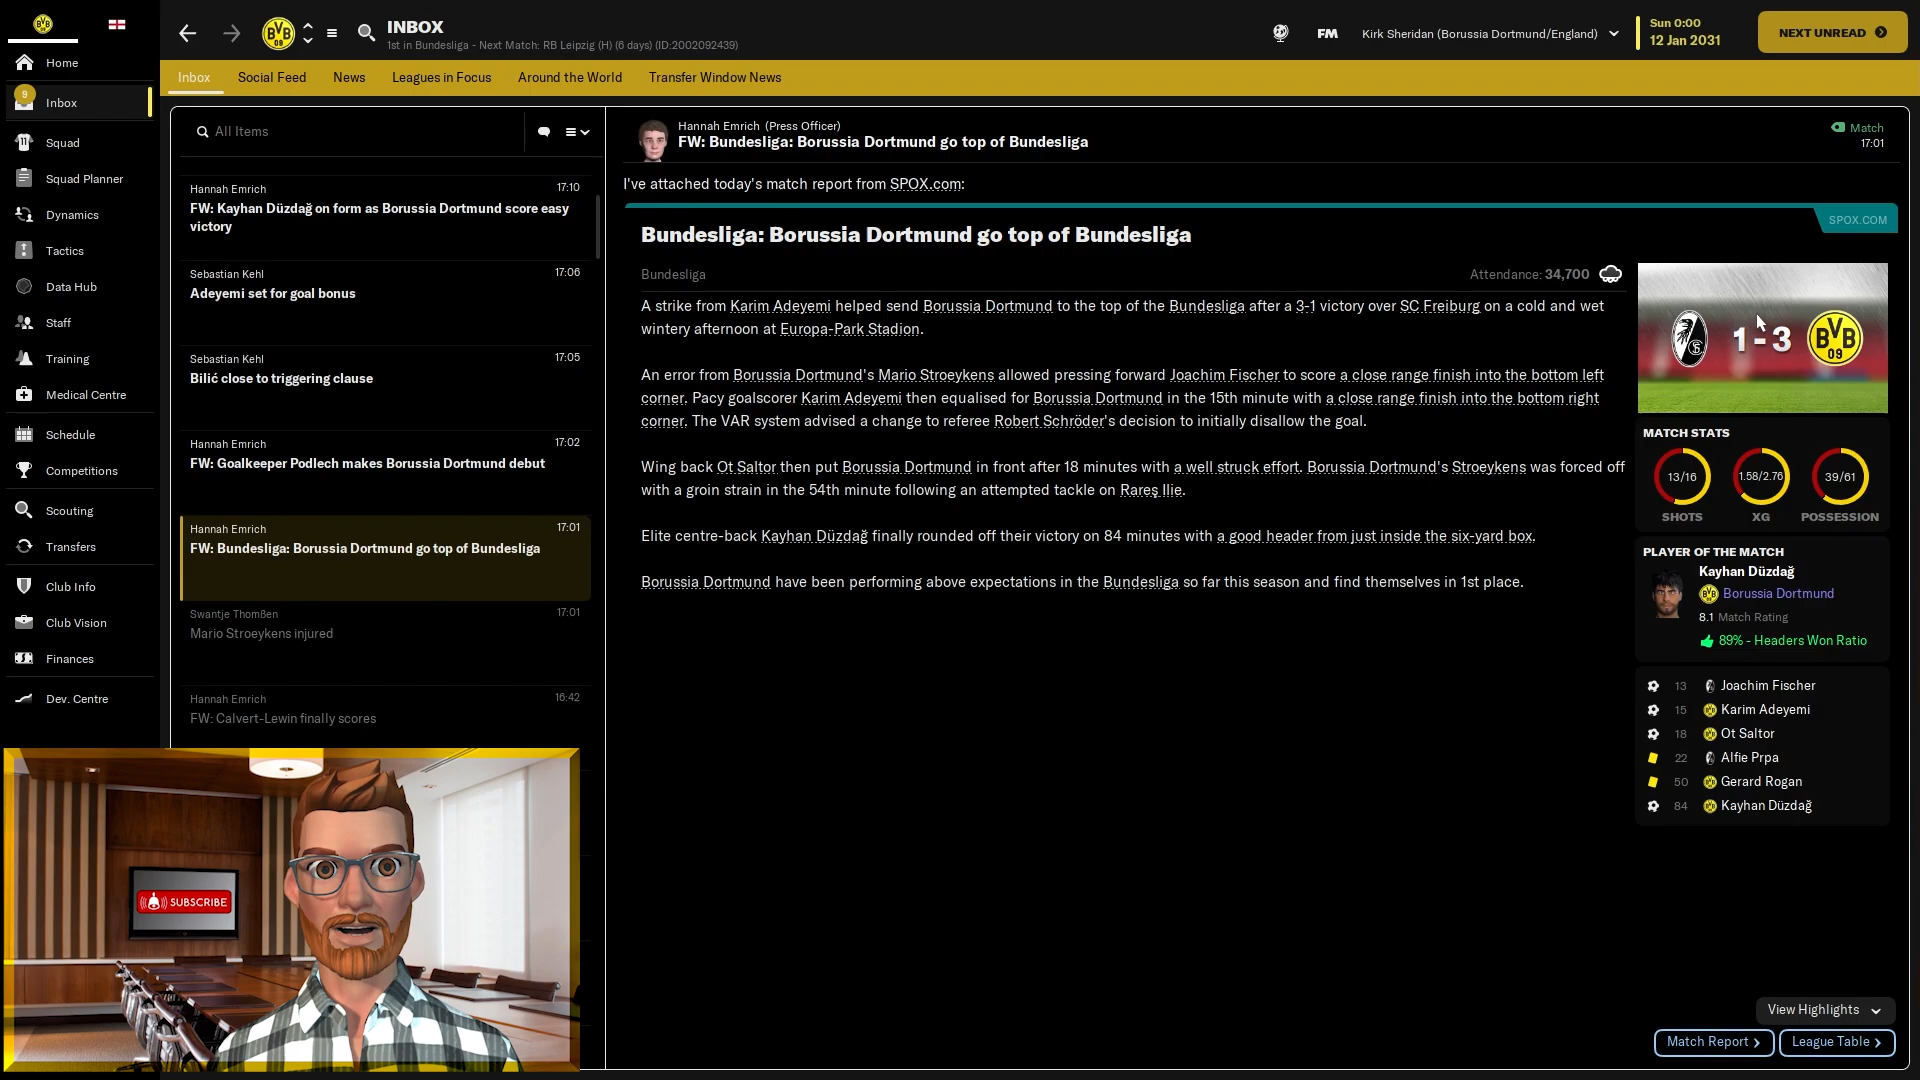 Home
Inbox
9
Squad
Squad Planner
Dynamics
Tactics
Data Hub
Staff
Training
Medical Centre
Schedule
Competitions
Scouting
Transfers
Club Info
Club Vision
Finances
Dev. Centre
INBOX
1st in Bundesliga - Next Match: RB Leipzig (H) (6 days) (ID:2002092439)
FM
Kirk Sheridan (Borussia Dortmund/England)
Sun 0:00
12 Jan 2031
NEXT UNREAD
Inbox Social Feed News Leagues in Focus Around the World Transfer Window News
All Items
Hannah Emrich 17:10
FW: Kayhan Düzdağ on form as Borussia Dortmund score easy
victory
Sebastian Kehl 17:06
Adeyemi set for goal bonus
Sebastian Kehl 17:05
Bilić close to triggering clause
Hannah Emrich 17:02
FW: Goalkeeper Podlech makes Borussia Dortmund debut
Hannah Emrich 17:01
FW: Bundesliga: Borussia Dortmund go top of Bundesliga
Swantje Thomßen 17:01
Mario Stroeykens injured
Hannah Emrich 16:42
FW: Calvert-Lewin finally scores
SUBSCRIBE
Hannah Emrich (Press Officer)
FW: Bundesliga: Borussia Dortmund go top of Bundesliga
Match
17:01
I've attached today's match report from SPOX.com:
SPOX.COM
Bundesliga: Borussia Dortmund go top of Bundesliga
Bundesliga Attendance: 34,700
A strike from Karim Adeyemi helped send Borussia Dortmund to the top of the Bundesliga after a 3-1 victory over SC Freiburg on a cold and wet
wintery afternoon at Europa-Park Stadion.
An error from Borussia Dortmund's Mario Stroeykens allowed pressing forward Joachim Fischer to score a close range finish into the bottom left
corner. Pacy goalscorer Karim Adeyemi then equalised for Borussia Dortmund in the 15th minute with a close range finish into the bottom right
corner. The VAR system advised a change to referee Robert Schröder's decision to initially disallow the goal.
Wing back Ot Saltor then put Borussia Dortmund in front after 18 minutes with a well struck effort. Borussia Dortmund's Stroeykens was forced off
with a groin strain in the 54th minute following an attempted tackle on Rareș Ilie.
Elite centre-back Kayhan Düzdağ finally rounded off their victory on 84 minutes with a good header from just inside the six-yard box.
Borussia Dortmund have been performing above expectations in the Bundesliga so far this season and find themselves in 1st place.
1 - 3
BVB
09
MATCH STATS
13/16 1.58/2.76 39/61
SHOTS XG POSSESSION
PLAYER OF THE MATCH
Kayhan Düzdağ
Borussia Dortmund
8.1 Match Rating
89% - Headers Won Ratio
13 Joachim Fischer
15 Karim Adeyemi
18 Ot Saltor
22 Alfie Prpa
50 Gerard Rogan
84 Kayhan Düzdağ
View Highlights
Match Report
League Table